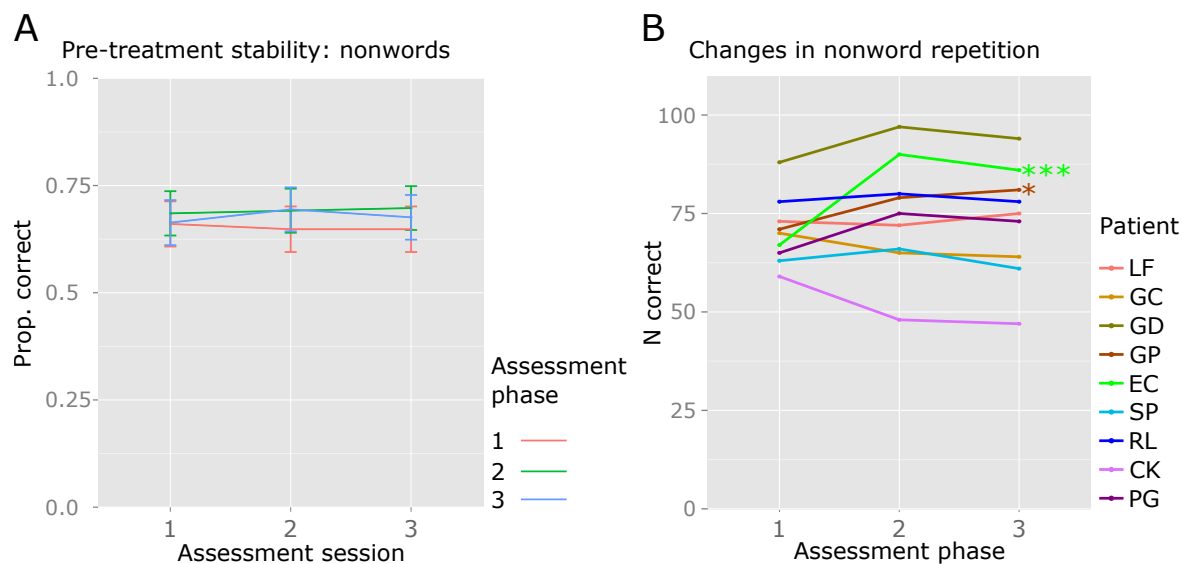 A
Pre-treatment stability: nonwords
1.0
0.75
0.5
0.25
0.0
Prop. correct
1 2 3
Assessment session
Assessment
phase
1
2
3
B
Changes in nonword repetition
100
75
50
25
0
N correct
***
*
1 2 3
Assessment phase
Patient
LF
GC
GD
GP
EC
SP
RL
CK
PG